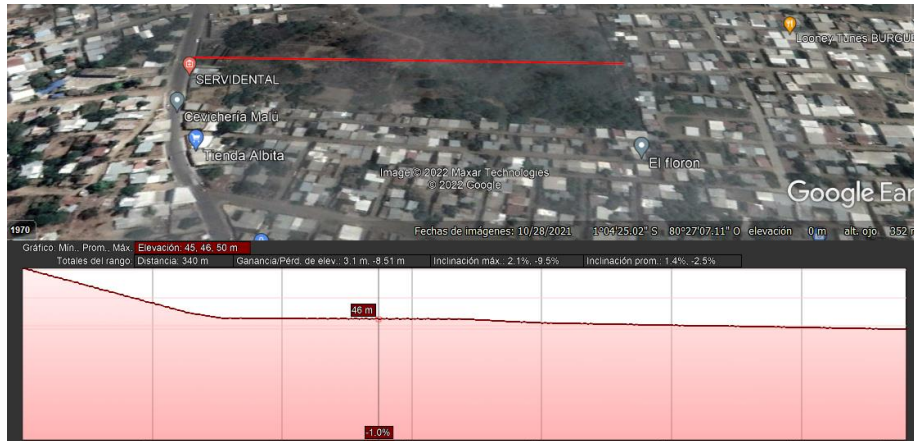 Looney Tunes BURGUE
SERVIDENTAL
Cevichería Malú
Tienda Albita
El floron
Image © 2022 Maxar Technologies
© 2022 Google
Google Ear
1970
Fechas de imágenes: 10/28/2021 1°04'25.02" S 80°27'07.11" O elevación 0 m alt. ojo 352 m
Gráfico: Mín., Prom., Máx. Elevación: 45, 46, 50 m
Totales del rango: Distancia: 340 m Ganancia/Pérd. de elev.: 3.1 m, -8.51 m Inclinación máx.: 2.1%, -9.5% Inclinación prom.: 1.4%, -2.5%
46 m
-1.0%